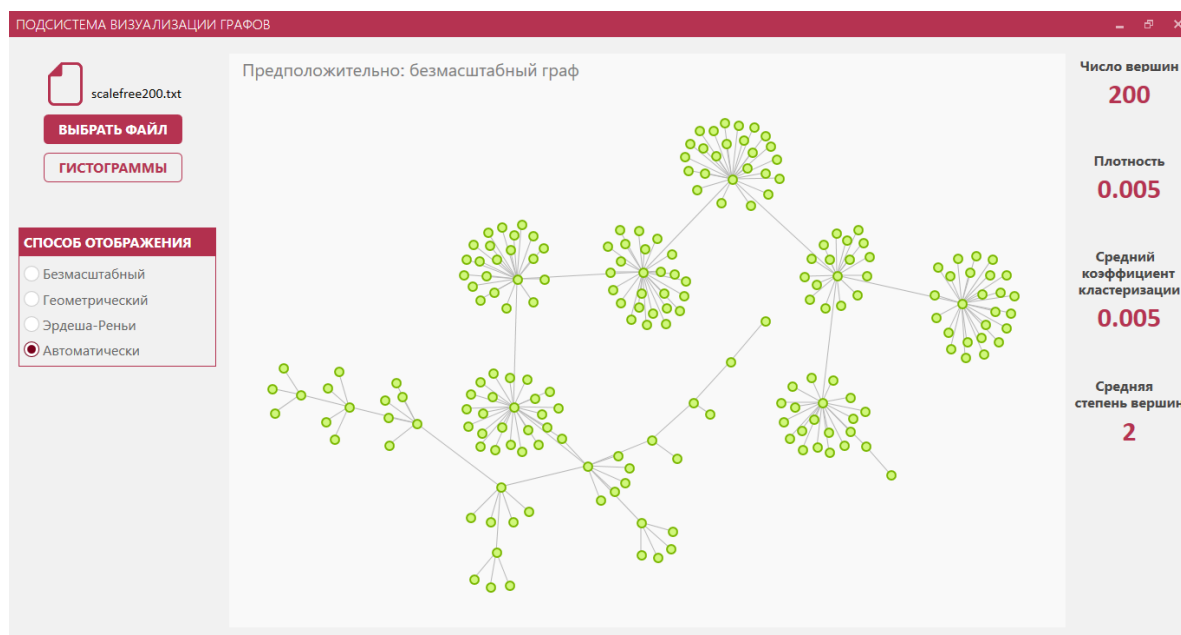 ПОДСИСТЕМА ВИЗУАЛИЗАЦИИ ГРАФОВ
scalefree200.txt
ВЫБРАТЬ ФАЙЛ
ГИСТОГРАММЫ
СПОСОБ ОТОБРАЖЕНИЯ
Безмасштабный
Геометрический
Эрдеша-Реньи
Автоматически
Предположительно: безмасштабный граф
Число вершин
200
Плотность
0.005
Средний
коэффициент
кластеризации
0.005
Средняя
степень вершин
2